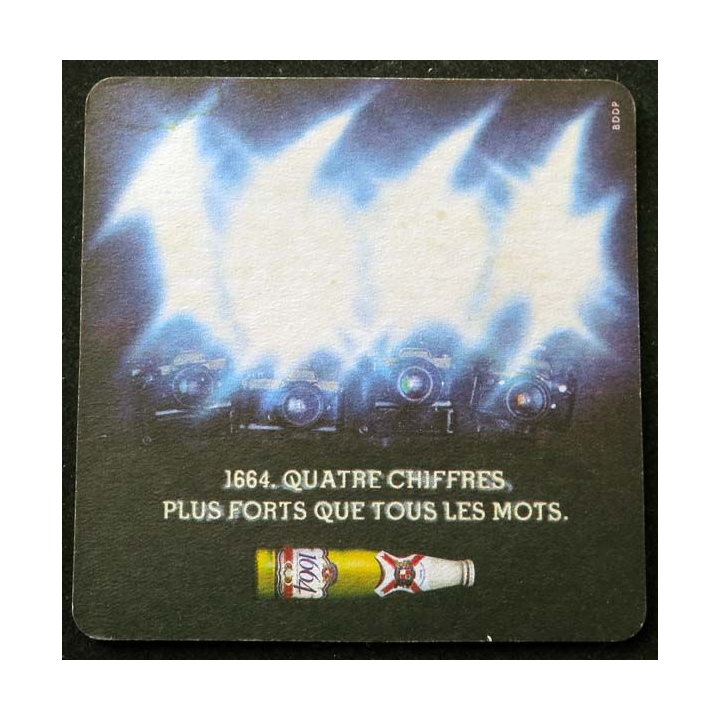 BDDP
1664. QUATRE CHIFFRES,
PLUS FORTS QUE TOUS LES MOTS.
1664